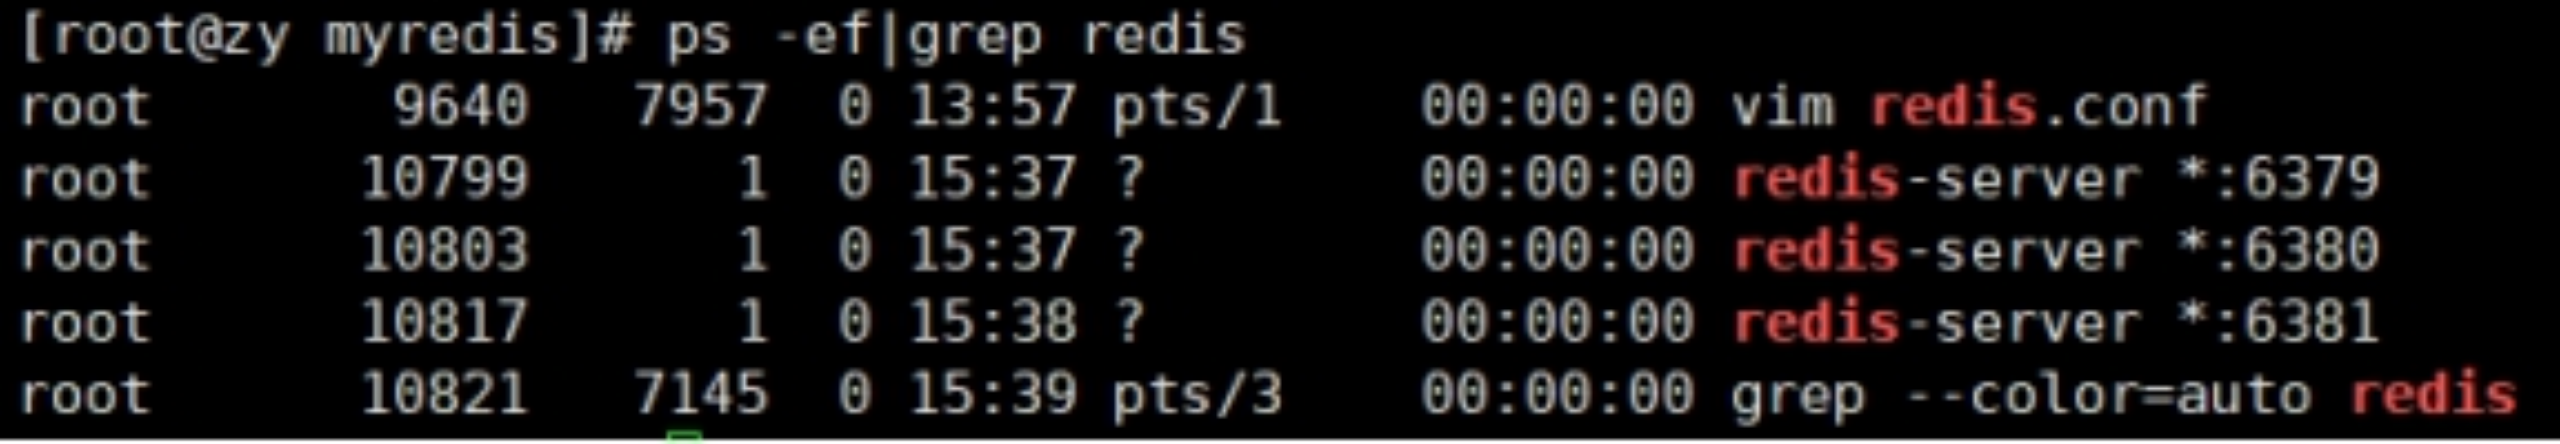 [root@zy myredis]# ps -ef|grep redis
root       9640   7957  0 13:57 pts/1    00:00:00 vim redis.conf
root      10799      1  0 15:37 ?        00:00:00 redis-server *:6379
root      10803      1  0 15:37 ?        00:00:00 redis-server *:6380
root      10817      1  0 15:38 ?        00:00:00 redis-server *:6381
root      10821   7145  0 15:39 pts/3    00:00:00 grep --color=auto redis